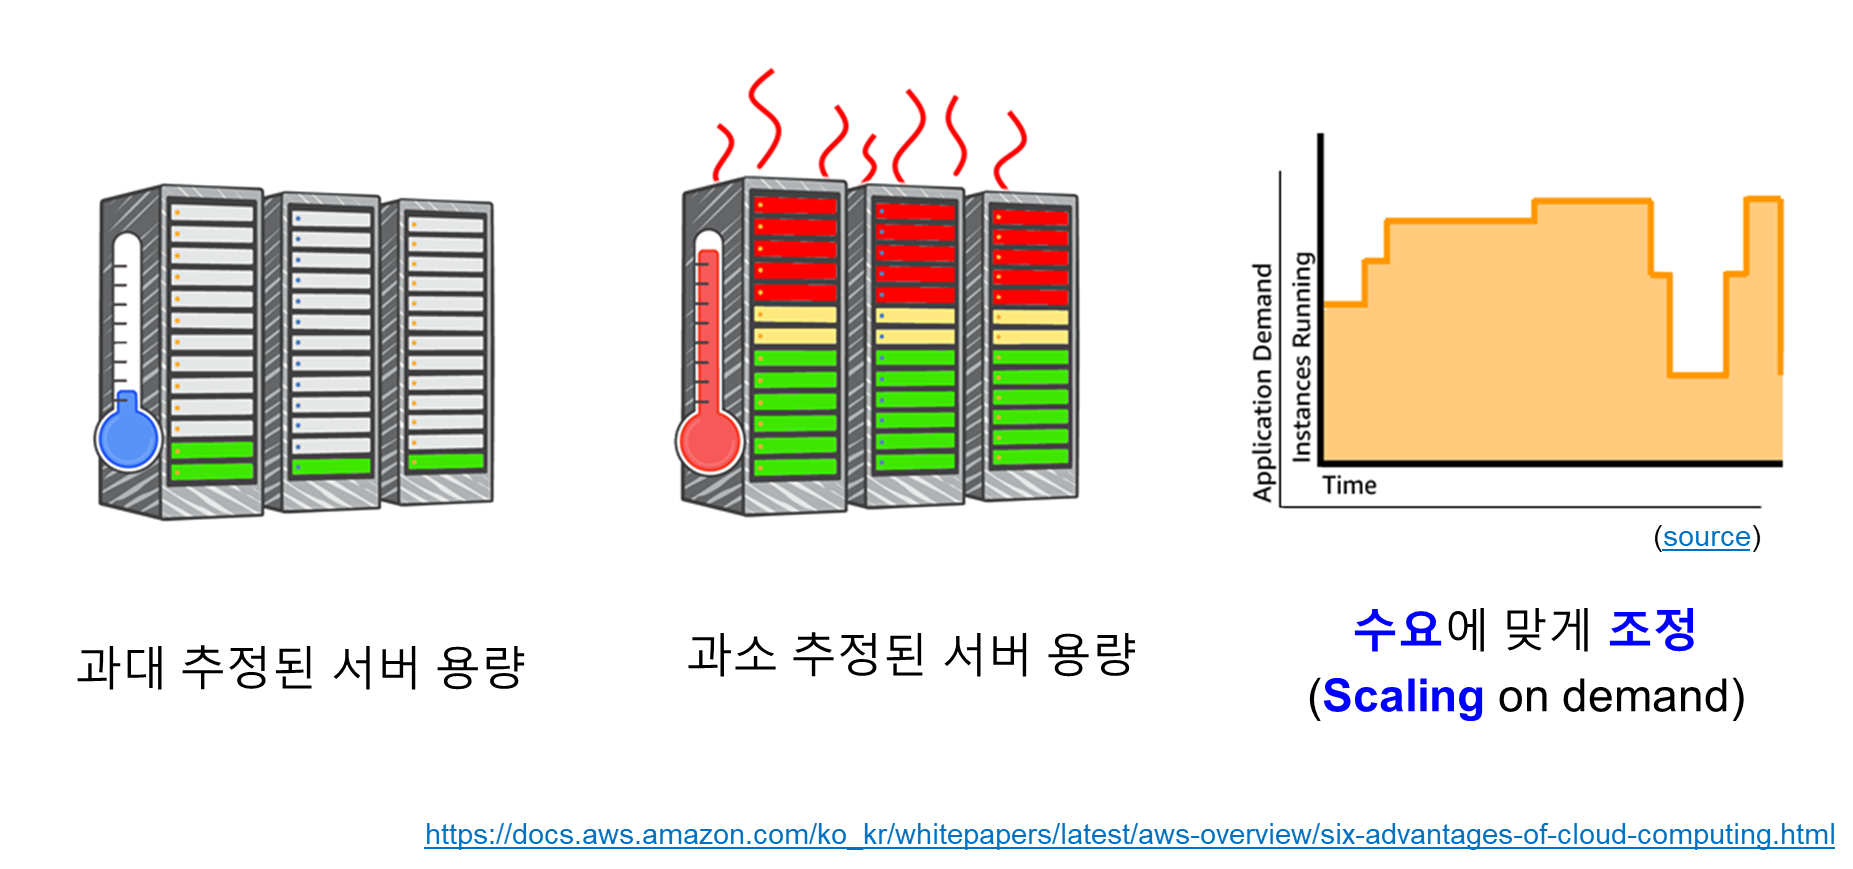 Application Demand
Instances Running
Time
(source)
과대 추정된 서버 용량
과소 추정된 서버 용량
수요에 맞게 조정
(Scaling on demand)
https://docs.aws.amazon.com/ko_kr/whitepapers/latest/aws-overview/six-advantages-of-cloud-computing.html